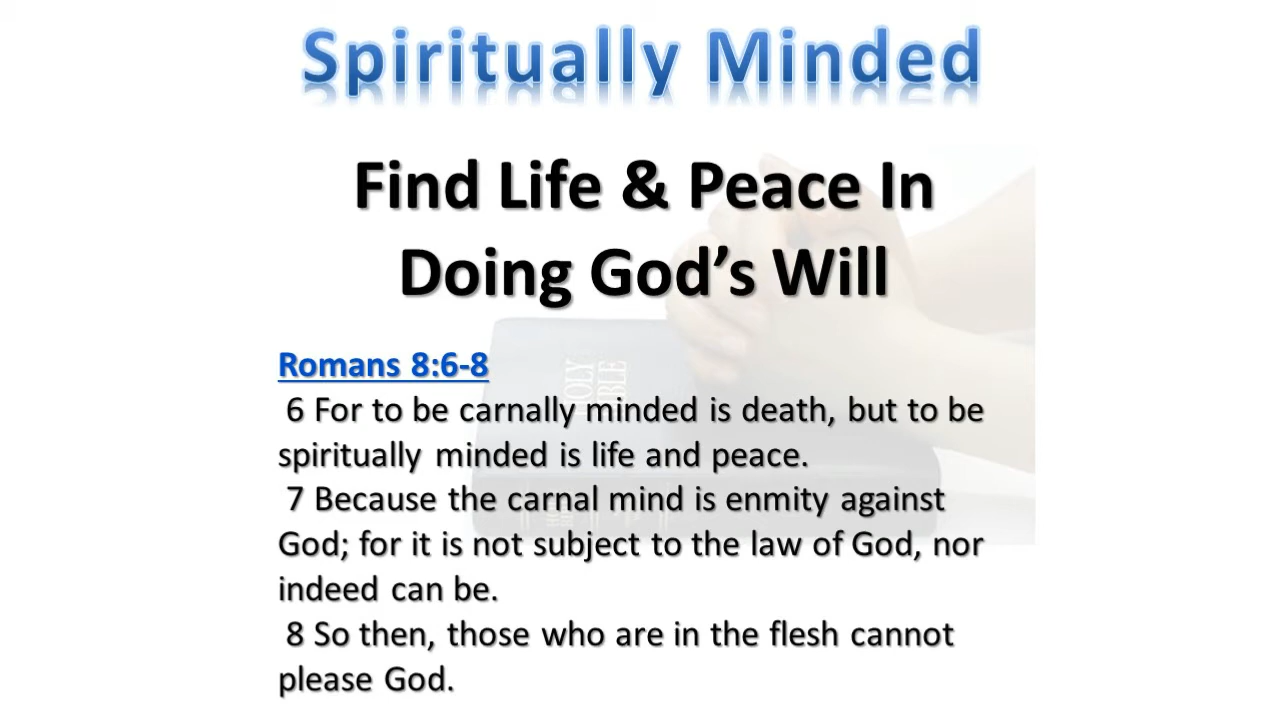 Spiritually Minded
Find Life & Peace In
Doing God’s Will
Romans 8:6-8
6 For to be carnally minded is death, but to be
spiritually minded is life and peace.
7 Because the carnal mind is enmity against
God; for it is not subject to the law of God, nor
indeed can be.
8 So then, those who are in the flesh cannot
please God.
HOLY
BIBLE